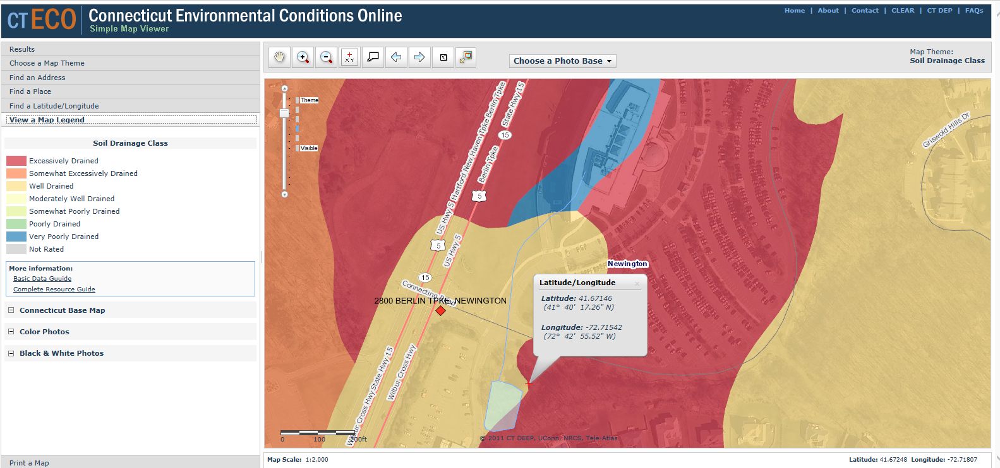 CT ECO
Connecticut Environmental Conditions Online
Simple Map Viewer
Home | About | Contact | CLEAR | CT DEP | FAQs
Results
Choose a Map Theme
Find an Address
Find a Place
Find a Latitude/Longitude
View a Map Legend
Soil Drainage Class
Excessively Drained
Somewhat Excessively Drained
Well Drained
Moderately Well Drained
Somewhat Poorly Drained
Poorly Drained
Very Poorly Drained
Not Rated
More information:
Basic Data Guuide
Complete Resource Guide
Connecticut Base Map
Color Photos
Black & White Photos
Print a Map
XY
Choose a Photo Base
Map Theme:
Soil Drainage Class
Theme
Visible
US Hwy 5 Hartford New Haven Tpke Berlin Tpke
State Hwy 15
15
Berlin Tpke
5
Griswold Hills Dr
5
US Hwy 5
15
Newington
Connecting Road
2800 BERLIN TPKE, NEWINGTON
Latitude/Longitude
Latitude: 41.67146
(41° 40' 17.26" N)
Longitude: -72.71542
(72° 42' 55.52" W)
Wilbur Cross Hwy State Hwy 15
Wilbur Cross Hwy
0 100 200ft
© 2011 CT DEEP, UConn, NRCS, Tele-Atlas
Map Scale: 1:2,000
Latitude: 41.67248 Longitude: -72.71807